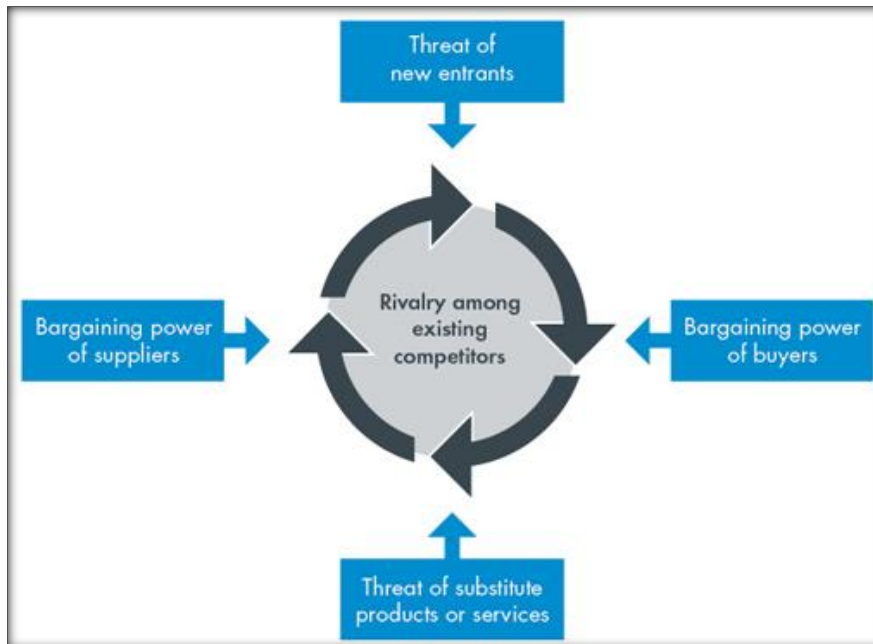 Threat of
new entrants
Bargaining power
of suppliers
Rivalry among
existing
competitors
Bargaining power
of buyers
Threat of substitute
products or services